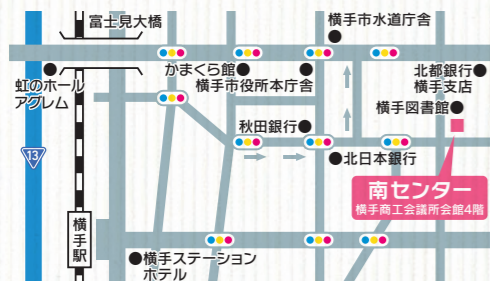 富士見大橋
横手市水道庁舎
虹のホール
アグレム
かまくら館
横手市役所本庁舎
北都銀行
横手支店
横手図書館
秋田銀行
13
北日本銀行
南センター
横手商工会議所会館4階
横手駅
横手ステーション
ホテル